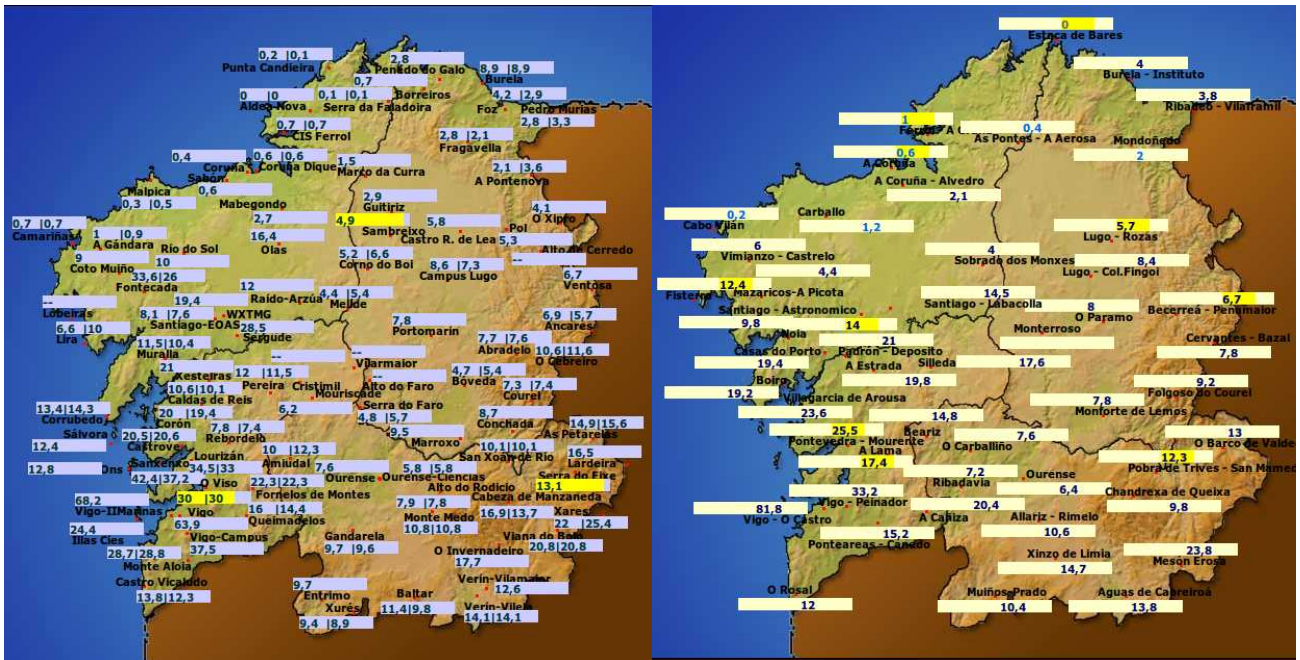 0,2 |0,1
Punta Candieira
2,8
Penedo do Galo
8,9 |8,9
Burela
0,7
Borreiros
0 |0
Aldea Nova
0,1 |0,1
Serra da Faladoira
4,2 |2,9
Foz
Pedro Murias
0,7 |0,7
CIS Ferrol
2,8 |2,1
Fragavella
2,8 |3,3
0,4
Coruña
Sabón
0,6 |0,6
Coruña Dique
1,5
Marco da Curra
2,1 |3,6
A Pontenova
Malpica
0,3 |0,5
0,6
Mabegondo
2,9
Guitiriz
4,1
O Xipro
0,7 |0,7
Camariñas
1 |0,9
A Gándara
2,7
4,9
Sambreixo
5,8
Castro R. de Lea
Pol
5,3
Río do Sol
16,4
Olas
Alto de Cerredo
9
Coto Muiño
10
5,2 |6,6
Corno do Boi
8,6 |7,3
Campus Lugo
--
33,6|26
Fontecada
6,7
Ventosa
--
Lobeiras
19,4
12
Raído-Arzúa
4,4 |5,4
Melide
8,1 |7,6
Santiago-EOAS
WXTMG
6,6 |10
Lira
28,5
Sergude
7,8
Portomarín
6,9 |5,7
Ancares
11,5|10,4
Muralla
7,7 |7,6
Abradelo
10,6|11,6
O Cebreiro
21
Xesteiras
--
--
Vilarmaior
12 |11,5
Pereira
Cristimil
Mouriscade
--
Alto do Faro
4,7 |5,4
Bóveda
10,6|10,1
Caldas de Reis
7,3 |7,4
Courel
13,4|14,3
Corrubedo
20 |19,4
Corón
6,2
Serra do Faro
4,8 |5,7
8,7
Conchada
Sálvora
7,8 |7,4
Rebordelo
9,5
Marroxo
14,9|15,6
As Petarelas
12,4
20,5|20,6
Castrove
Lourizán
10 |12,3
Amiudal
10,1|10,1
San Xoán de Río
16,5
Lardeira
12,8
Ons
Sanxenxo
34,5|33
7,6
Ourense
5,8 |5,8
Ourense-Ciencias
Serra do Eixe
42,4|37,2
O Viso
22,3|22,3
Fornelos de Montes
Alto do Rodicio
13,1
68,2
Vigo-IIMarinas
30 |30
Vigo
16 |14,4
Queimadelos
7,9 |7,8
Monte Medo
Cabeza de Manzaneda
16,9|13,7
Xares
24,4
Illas Cíes
63,9
Vigo-Campus
Gandarela
10,8 |10,8
22 |25,4
Viana do Bolo
28,7|28,8
Monte Aloia
37,5
9,7 |9,6
O Invernadeiro
20,8|20,8
17,7
Castro Vicaludo
13,8|12,3
9,7
Entrimo
Baltar
Verín-Vilamaior
12,6
Xurés
9,4 |8,9
11,4|9,8
Verín-Vilela
14,1|14,1
0
Estaca de Bares
4
Burela - Instituto
3,8
Ribadeo - Vilaframil
1
0,4
As Pontes - A Aerosa
Mondoñedo
2
0,6
A Coruña
A Coruña - Alvedro
2,1
0,2
Cabo Vilán
Carballo
1,2
5,7
Lugo - Rozas
6
Vimianzo - Castrelo
4
Sobrado dos Monxes
8,4
Lugo - Col.Fingoi
4,4
12,4
Fisterra
Mazaricos-A Picota
14,5
Santiago - Labacolla
6,7
Becerreá - Penamaior
Santiago - Astronomico
8
O Paramo
9,8
Noia
14
Monterroso
Cervantes - Bazal
21
7,8
Casas do Porto
Padrón - Deposito
19,4
A Estrada
Silleda
17,6
Boiro
19,8
9,2
Folgoso do Courel
19,2
Vilagarcia de Arousa
7,8
Monforte de Lemos
23,6
14,8
Beariz
25,5
Pontevedra - Mourente
7,6
O Carballiño
13
O Barco de Valde
A Lama
17,4
12,3
Pobra de Trives - San Mamed
7,2
Ribadavia
Ourense
33,2
Vigo - Peinador
6,4
Chandrexa de Queixa
81,8
Vigo - O Castro
20,4
A Cañiza
Allariz - Rimelo
9,8
15,2
Ponteareas - Canedo
10,6
Xinzo de Limia
23,8
Mesón Erosa
14,7
O Rosal
12
Muiños-Prado
10,4
Aguas de Cabreiroá
13,8